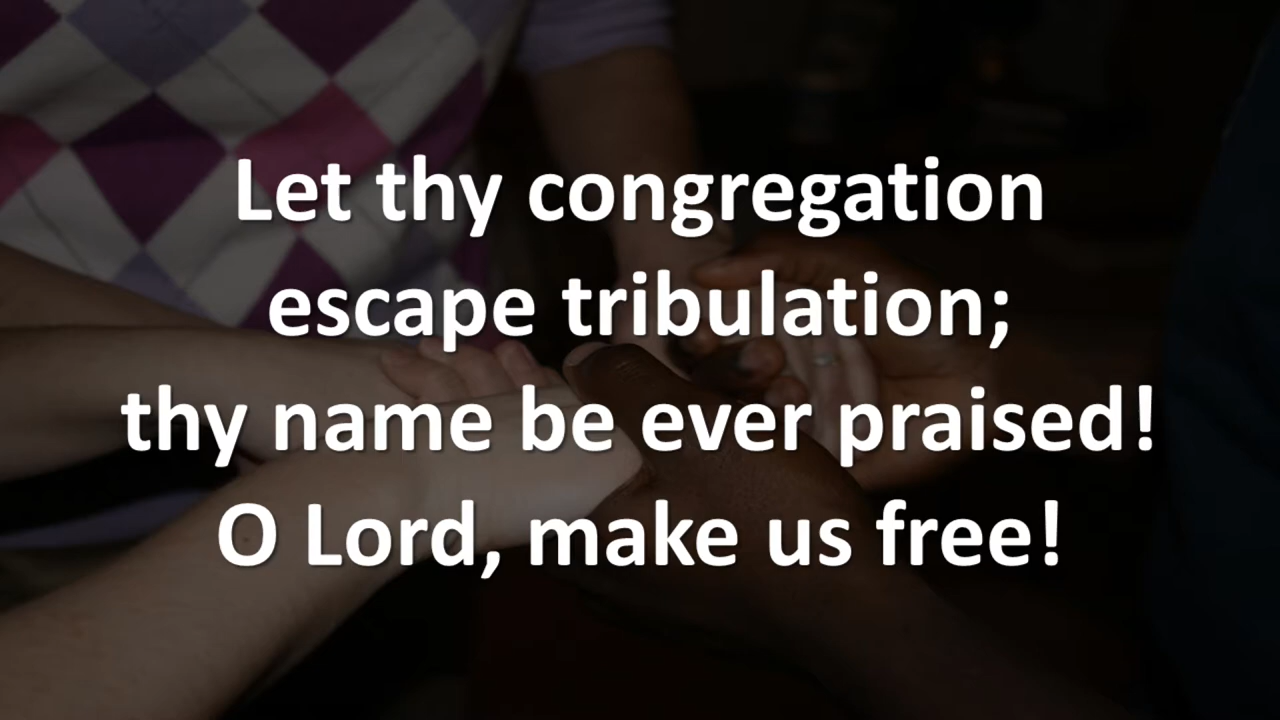 Let thy congregation
escape tribulation;
thy name be ever praised!
O Lord, make us free!